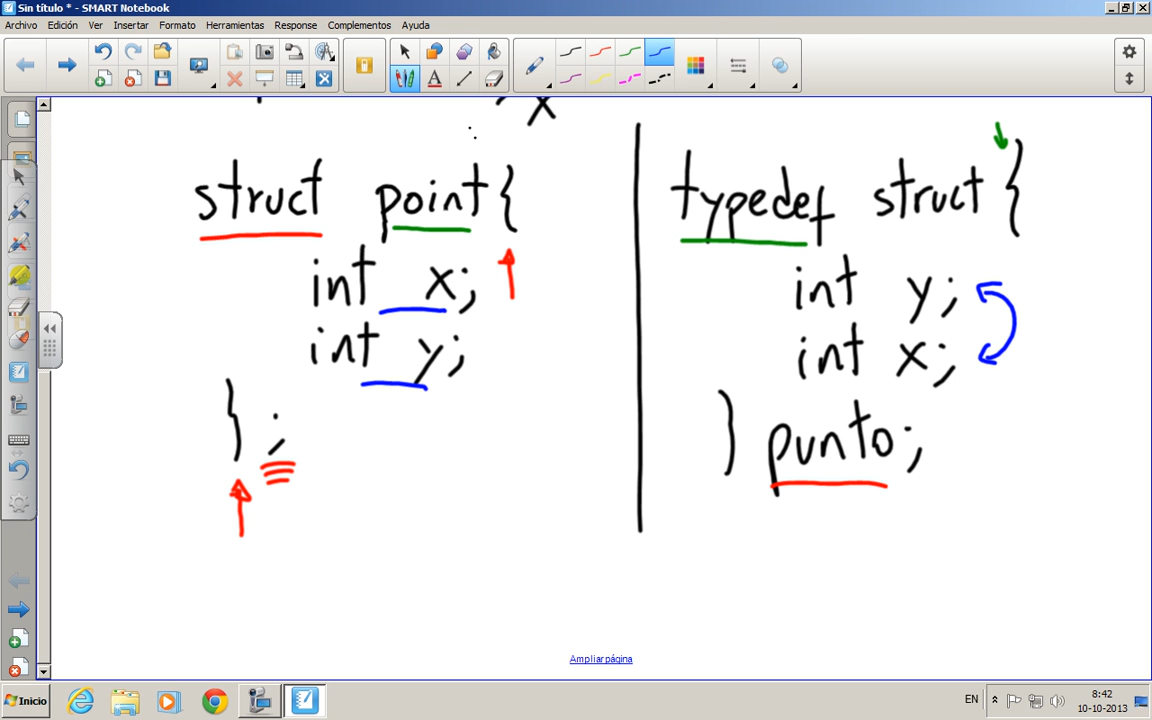 Sin título * - SMART Notebook
Archivo Edición Ver Insertar Formato Herramientas Response Complementos Ayuda
x
struct point{
int x;
int y;
};
typedef struct {
int y;
int x;
} punto;
Ampliar página
Inicio
EN
8:42
10-10-2013